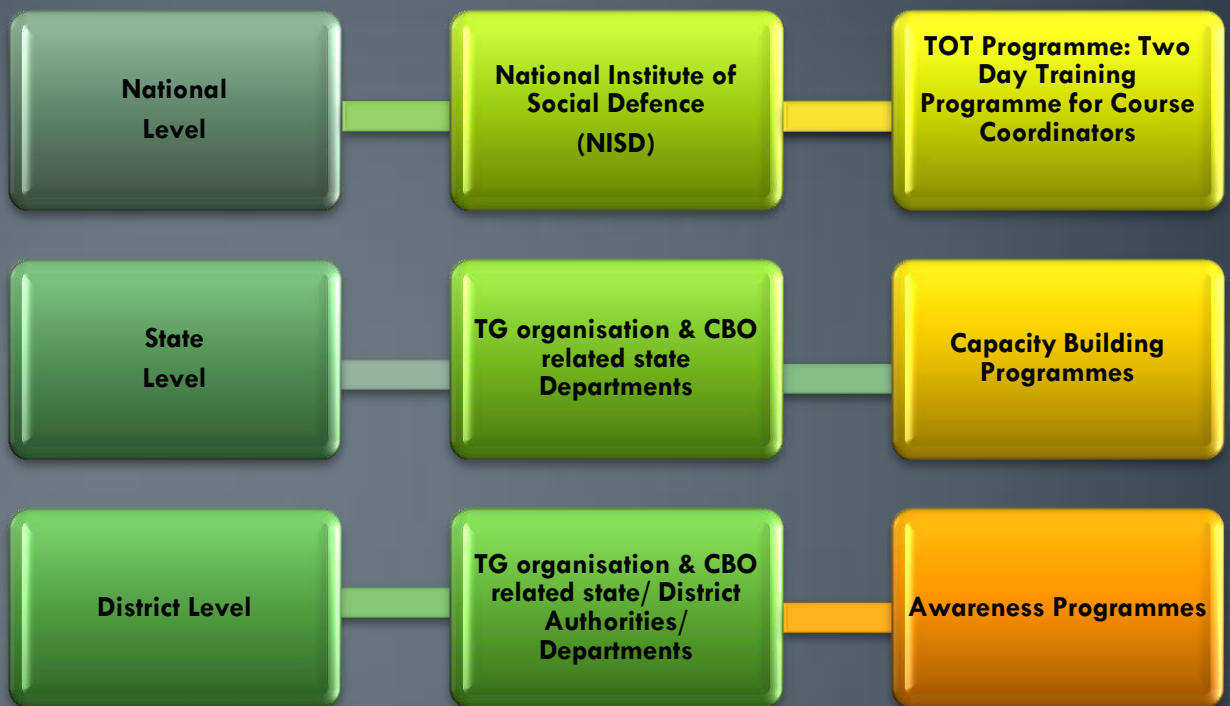 National
Level
National Institute of
Social Defence
(NISD)
TOT Programme: Two
Day Training
Programme for Course
Coordinators
State
Level
TG organisation & CBO
related state
Departments
Capacity Building
Programmes
District Level
TG organisation & CBO
related state/ District
Authorities/
Departments
Awareness Programmes